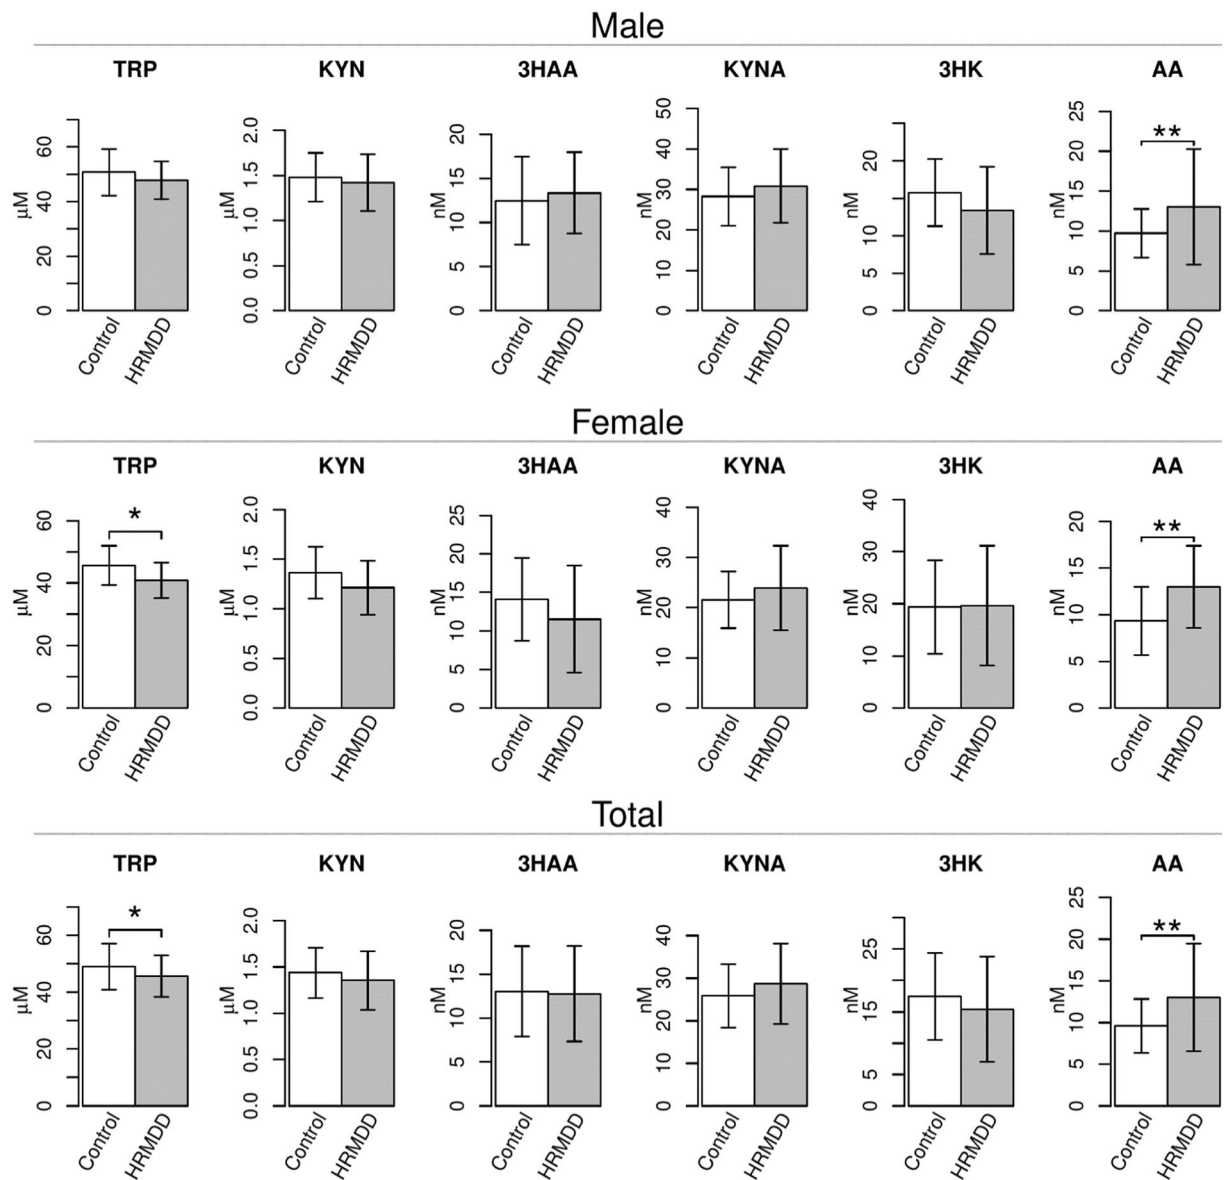 Male
TRP KYN 3HAA KYNA 3HK AA
µM 0 20 40 60 Control HRMDD
µM 0.0 0.5 1.0 1.5 2.0 Control HRMDD
nM 0 5 10 15 20 Control HRMDD
nM 0 10 20 30 40 50 Control HRMDD
nM 0 5 10 20 Control HRMDD
nM 0 5 10 15 20 25 ** Control HRMDD
Female
TRP KYN 3HAA KYNA 3HK AA
µM 0 20 40 60 * Control HRMDD
µM 0.0 0.5 1.0 1.5 2.0 Control HRMDD
nM 0 5 10 15 20 25 Control HRMDD
nM 0 10 20 30 40 Control HRMDD
nM 0 10 20 30 40 Control HRMDD
nM 0 5 10 15 20 ** Control HRMDD
Total
TRP KYN 3HAA KYNA 3HK AA
µM 0 20 40 60 * Control HRMDD
µM 0.0 0.5 1.0 1.5 2.0 Control HRMDD
nM 0 5 10 15 20 Control HRMDD
nM 0 10 20 30 40 Control HRMDD
nM 0 5 15 25 Control HRMDD
nM 0 5 10 15 20 25 ** Control HRMDD